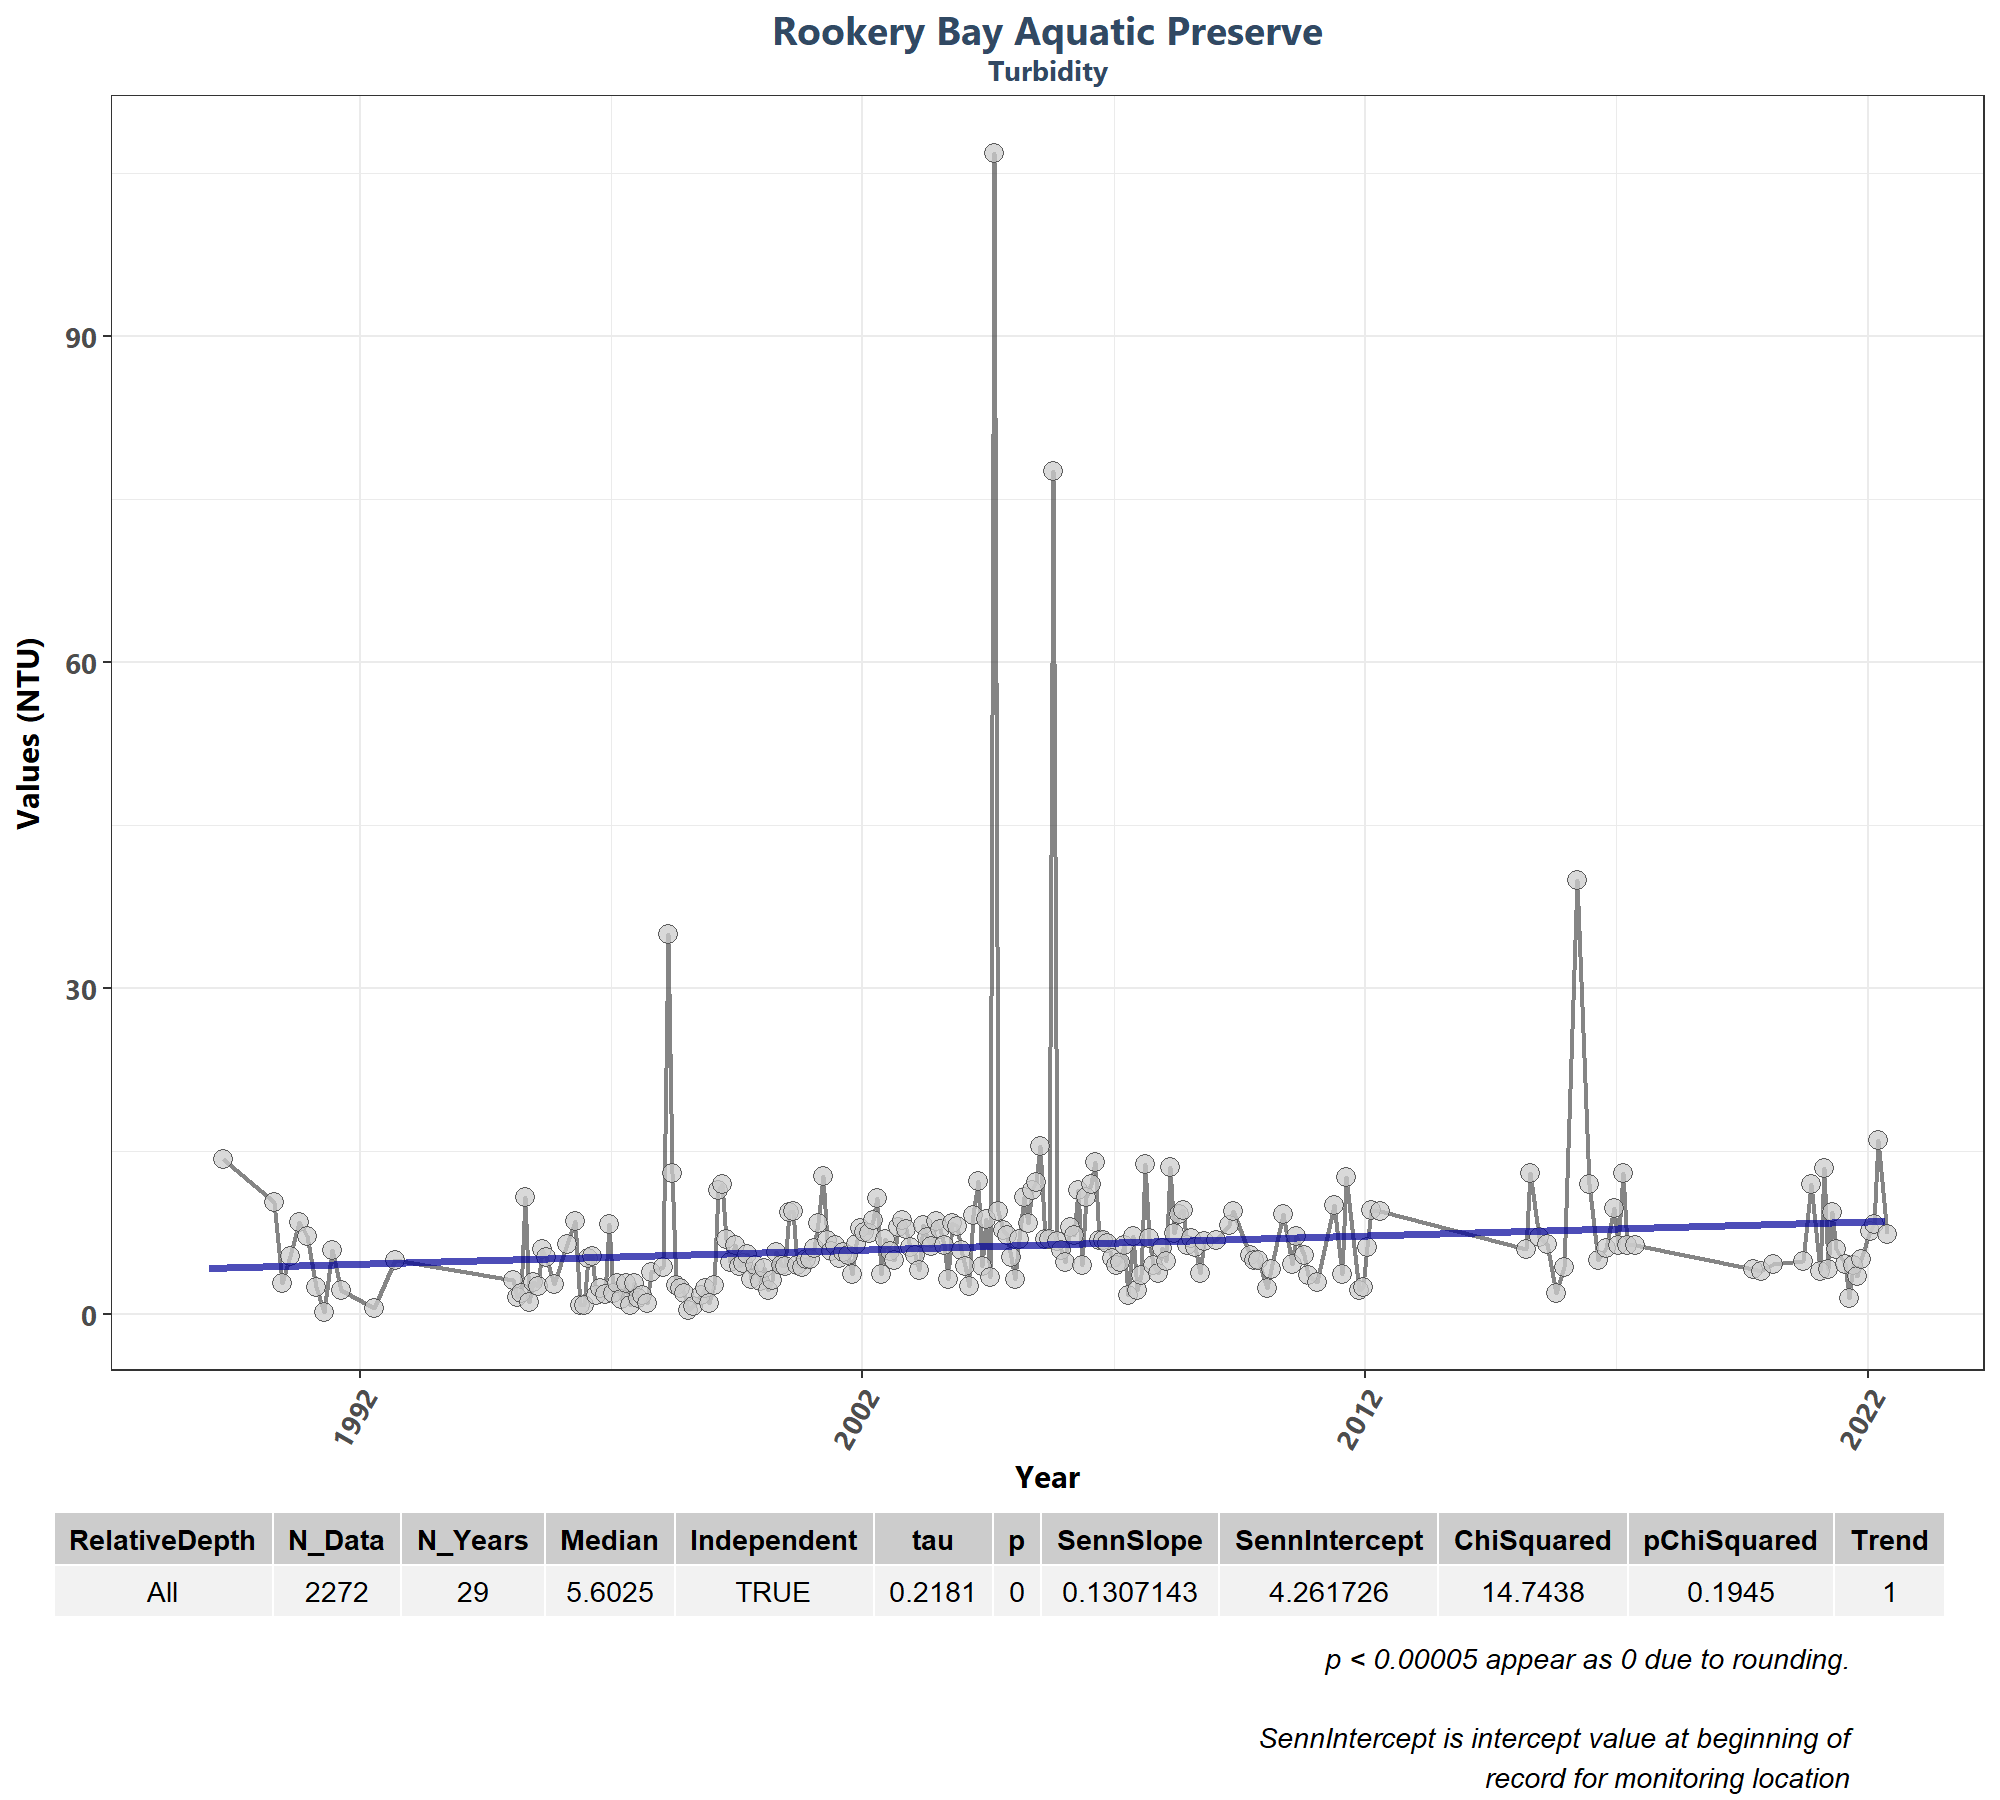 Rookery Bay Aquatic Preserve
Turbidity
Values (NTU)
90
60
30
0
1992
2002
2012
2022
Year
RelativeDepth N_Data N_Years Median Independent tau p SennSlope SennIntercept ChiSquared pChiSquared Trend
All 2272 29 5.6025 TRUE 0.2181 0 0.1307143 4.261726 14.7438 0.1945 1
p < 0.00005 appear as 0 due to rounding.
SennIntercept is intercept value at beginning of
record for monitoring location